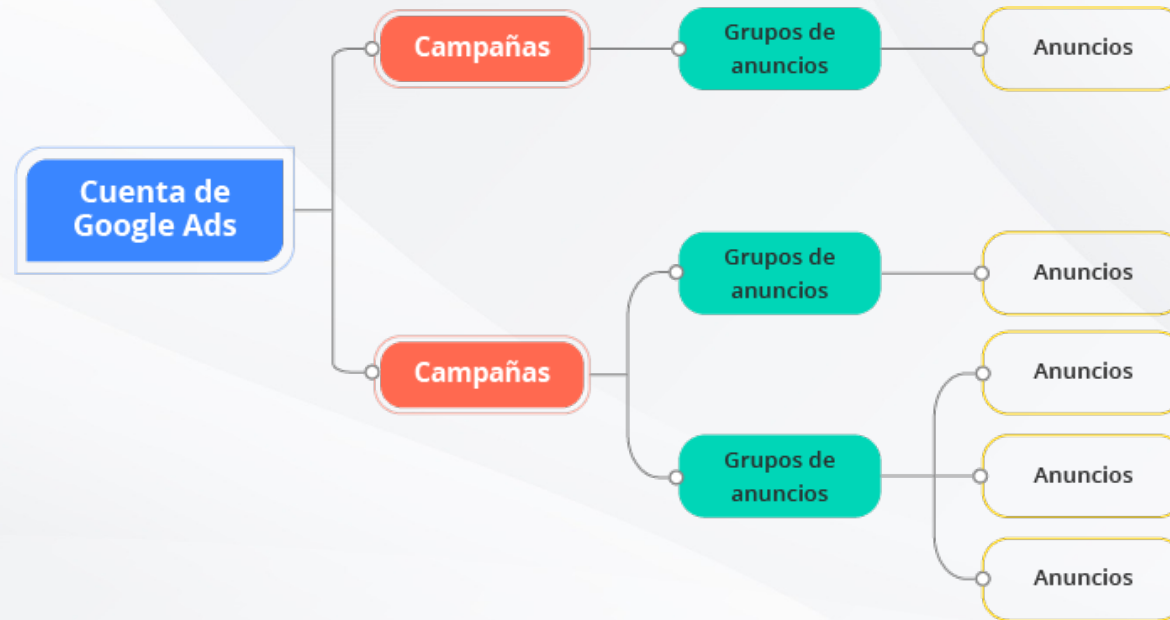 Campañas
Grupos de
anuncios
Anuncios
Cuenta de
Google Ads
Grupos de
anuncios
Anuncios
Campañas
Anuncios
Grupos de
anuncios
Anuncios
Anuncios